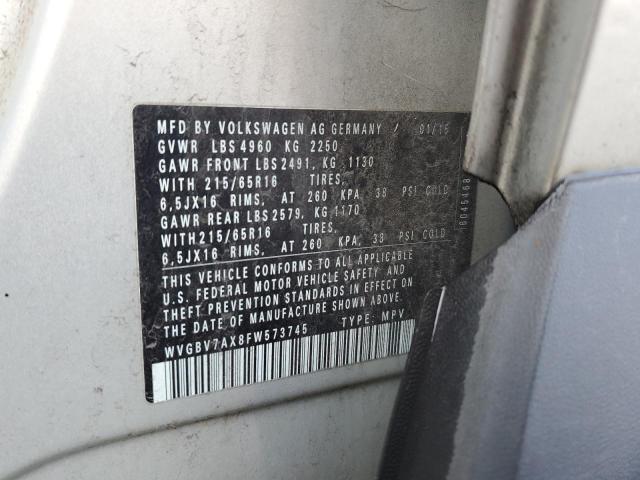 MFD BY VOLKSWAGEN AG GERMANY / 01/15
GVWR LBS 4960 KG 2250
GAWR FRONT LBS 2491, KG 1130
WITH 215/65R16 TIRES,
6,5JX16 RIMS, AT 260 KPA, 38 PSI COLD
GAWR REAR LBS 2579, KG 1170
WITH215/65R16 TIRES,
6,5JX16 RIMS, AT 260 KPA, 38 PSI COLD
THIS VEHICLE CONFORMS TO ALL APPLICABLE
U.S. FEDERAL MOTOR VEHICLE SAFETY AND
THEFT PREVENTION STANDARDS IN EFFECT ON
THE DATE OF MANUFACTURE SHOWN ABOVE.
WVGBV7AX8FW573745 TYPE: MPV